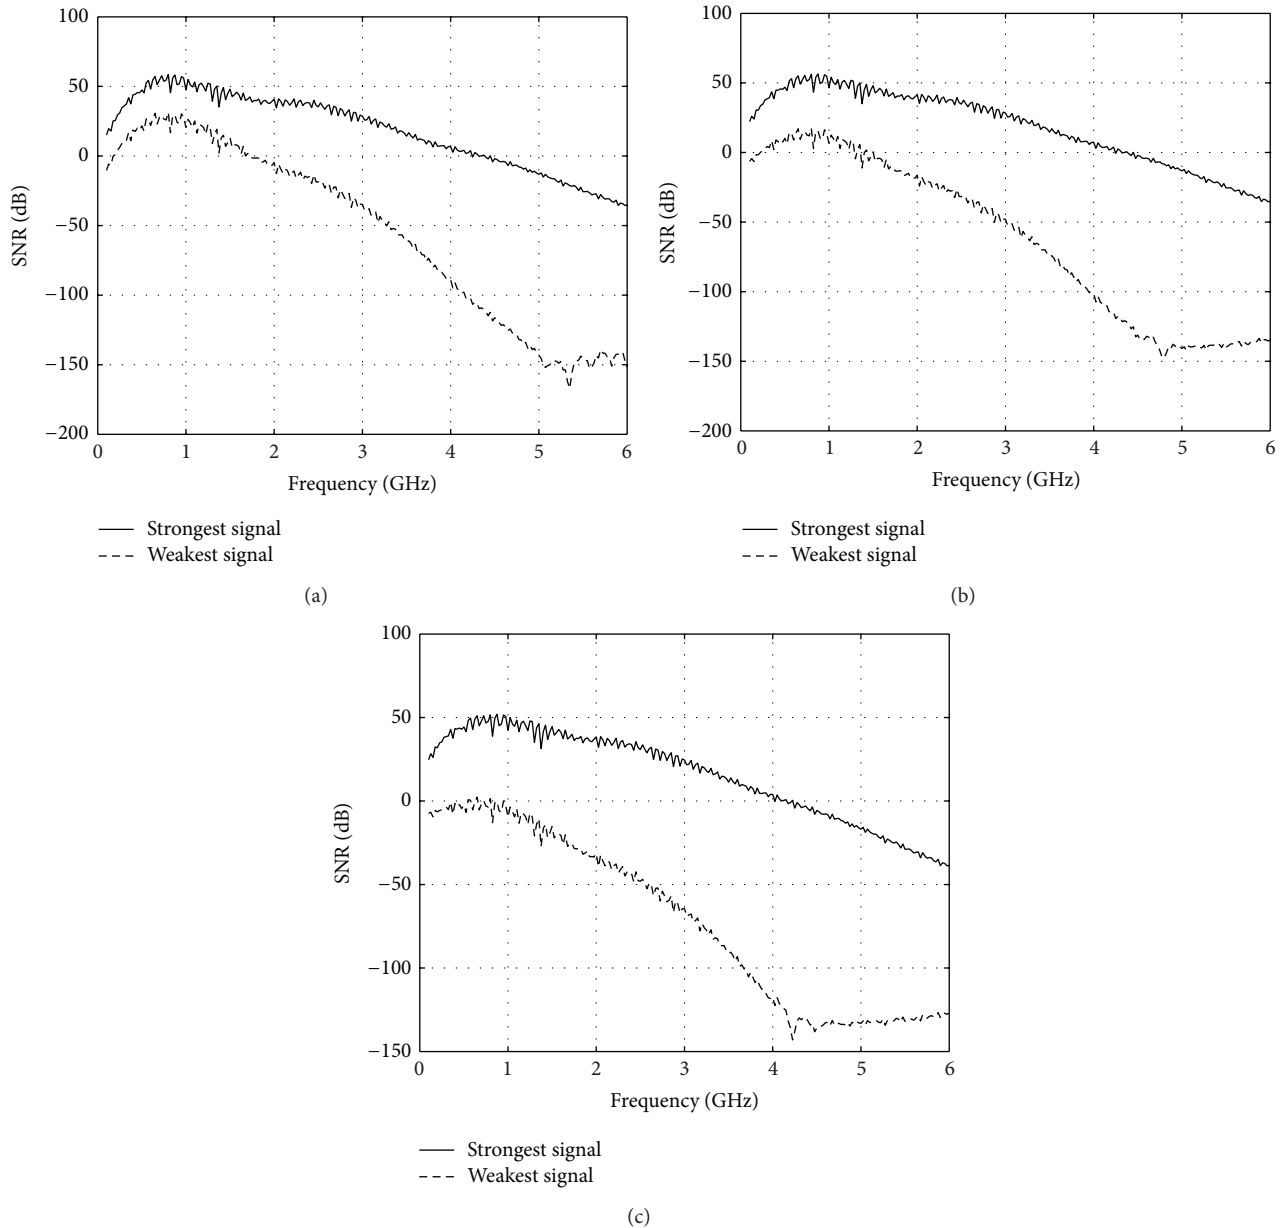 100
50
0
−50
−100
−150
−200
SNR (dB)
0 1 2 3 4 5 6
Frequency (GHz)
Strongest signal
Weakest signal
(a)
100
50
0
−50
−100
−150
−200
SNR (dB)
0 1 2 3 4 5 6
Frequency (GHz)
Strongest signal
Weakest signal
(b)
100
50
0
−50
−100
−150
SNR (dB)
0 1 2 3 4 5 6
Frequency (GHz)
Strongest signal
Weakest signal
(c)